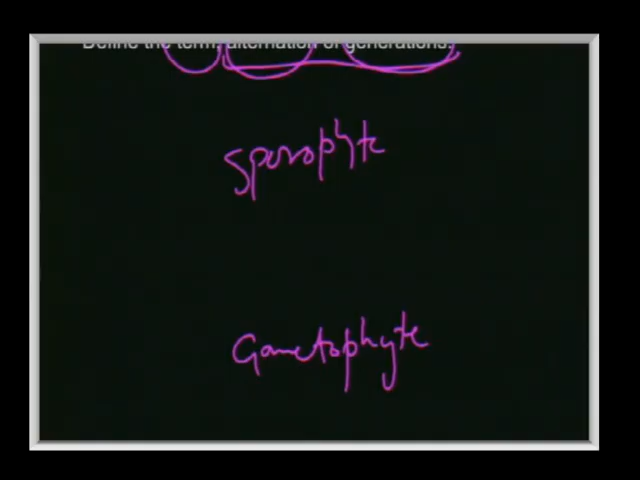 Define the term, alternation of generations.
Sporophyte
Gametophyte